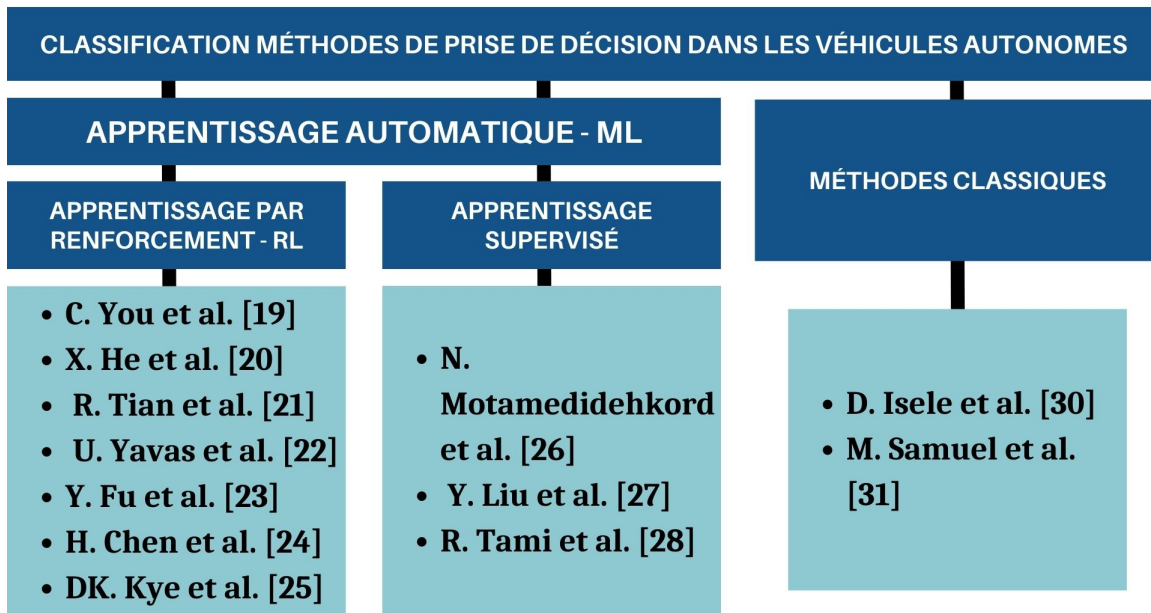 CLASSIFICATION MÉTHODES DE PRISE DE DÉCISION DANS LES VÉHICULES AUTONOMES
APPRENTISSAGE AUTOMATIQUE - ML
APPRENTISSAGE PAR
RENFORCEMENT - RL
• C. You et al. [19]
• X. He et al. [20]
• R. Tian et al. [21]
• U. Yavas et al. [22]
• Y. Fu et al. [23]
• H. Chen et al. [24]
• DK. Kye et al. [25]
APPRENTISSAGE
SUPERVISÉ
• N.
Motamedidehkord
et al. [26]
• Y. Liu et al. [27]
• R. Tami et al. [28]
MÉTHODES CLASSIQUES
• D. Isele et al. [30]
• M. Samuel et al.
[31]